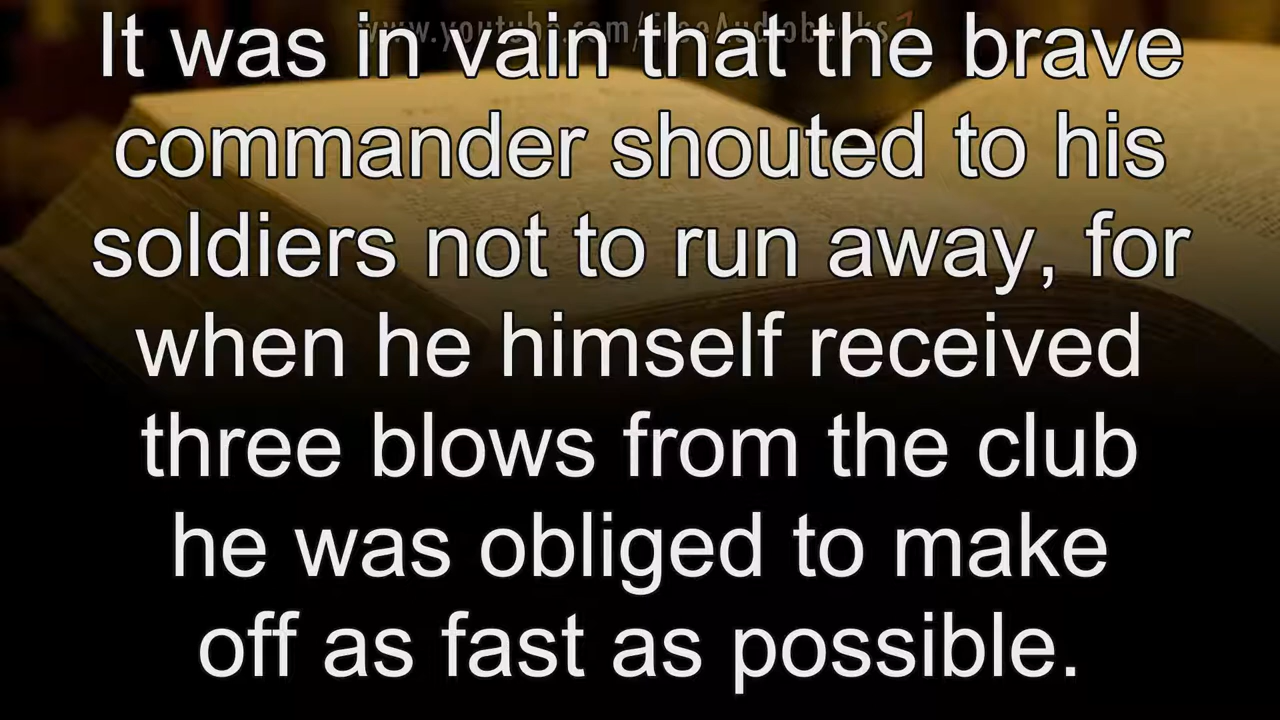 It was in vain that the brave
commander shouted to his
soldiers not to run away, for
when he himself received
three blows from the club
he was obliged to make
off as fast as possible.